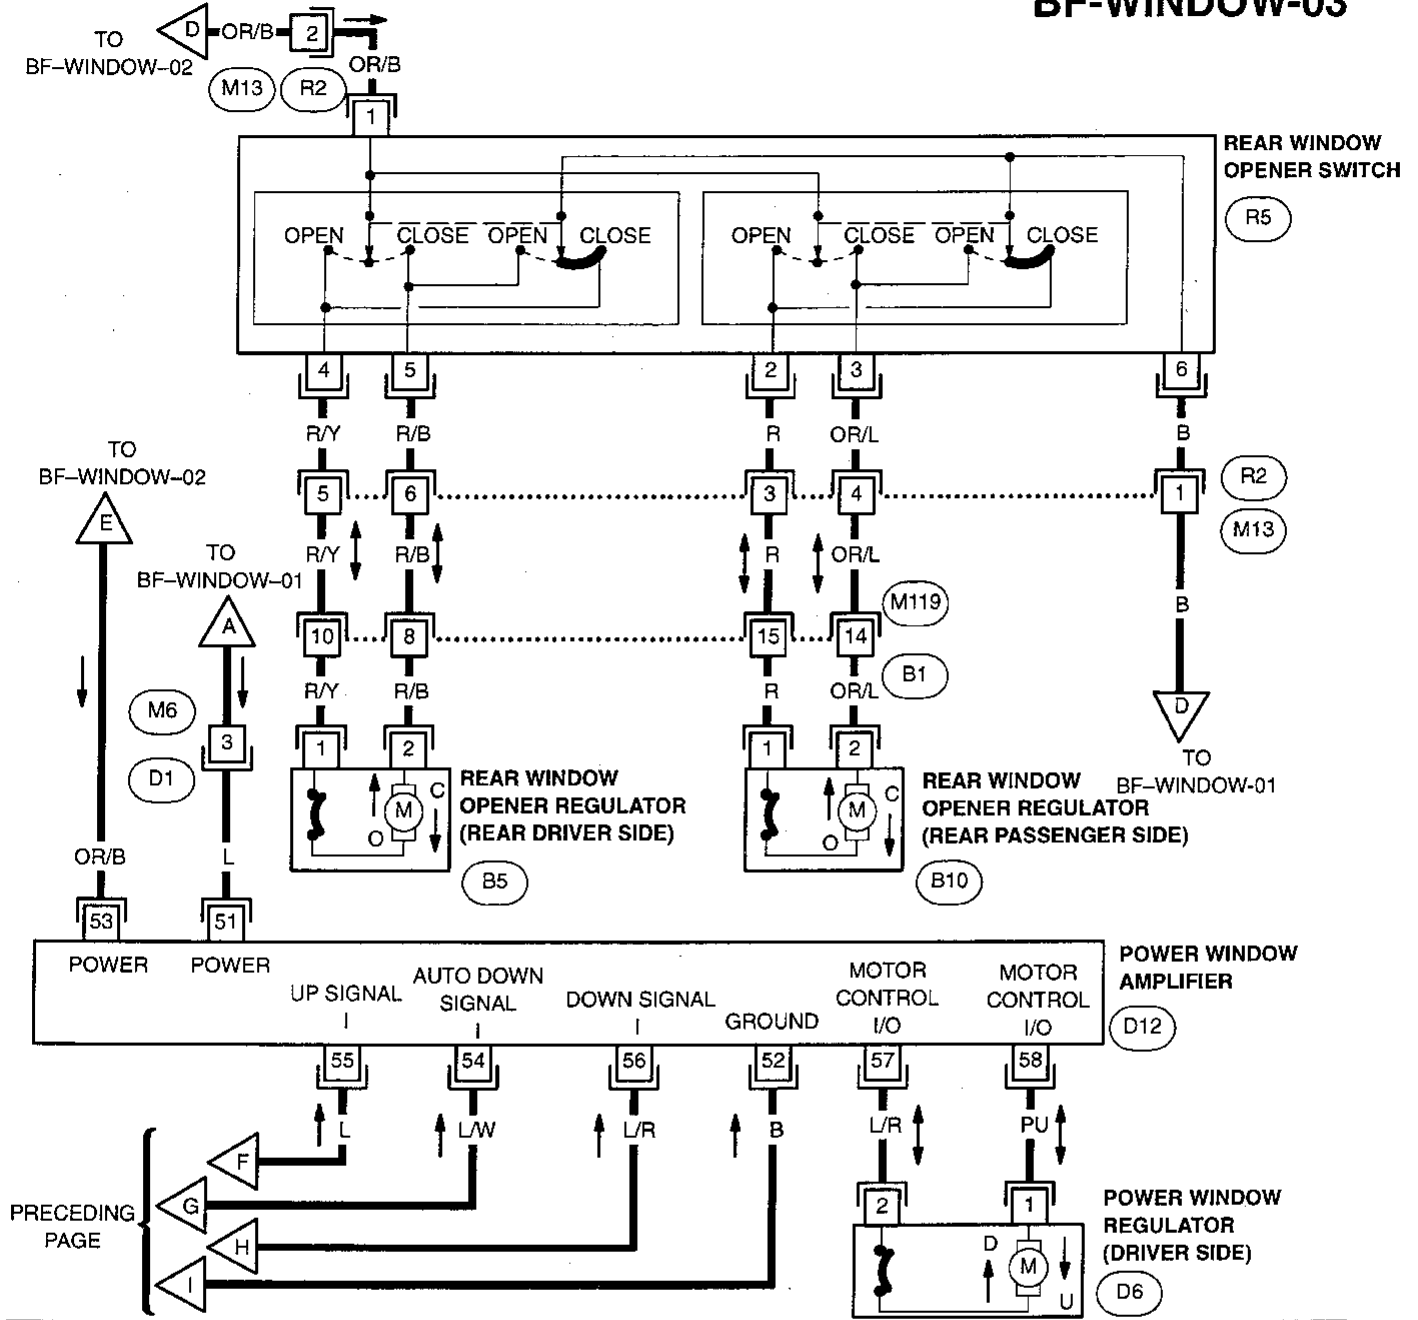 BF-WINDOW-03
TO
BF–WINDOW–02
D
OR/B
2
OR/B
M13
R2
1
REAR WINDOW
OPENER SWITCH
R5
OPEN
CLOSE
OPEN
CLOSE
OPEN
CLOSE
OPEN
CLOSE
4
5
2
3
6
R/Y
R/B
R
OR/L
B
TO
BF–WINDOW–02
E
5
6
3
4
1
R2
M13
R/Y
R/B
R
OR/L
TO
BF–WINDOW–01
A
B
M119
10
8
15
14
B1
R/Y
R/B
R
OR/L
M6
D
3
D1
1
2
1
2
TO
BF–WINDOW-01
REAR WINDOW
OPENER REGULATOR
(REAR DRIVER SIDE)
M
C
O
B5
REAR WINDOW
OPENER REGULATOR
(REAR PASSENGER SIDE)
M
C
O
B10
OR/B
L
53
51
POWER
POWER
UP SIGNAL
I
AUTO DOWN
SIGNAL
I
DOWN SIGNAL
I
GROUND
MOTOR
CONTROL
I/O
MOTOR
CONTROL
I/O
POWER WINDOW
AMPLIFIER
D12
55
54
56
52
57
58
L
L/W
L/R
B
L/R
PU
F
G
H
I
PRECEDING
PAGE
2
1
D
M
U
POWER WINDOW
REGULATOR
(DRIVER SIDE)
D6